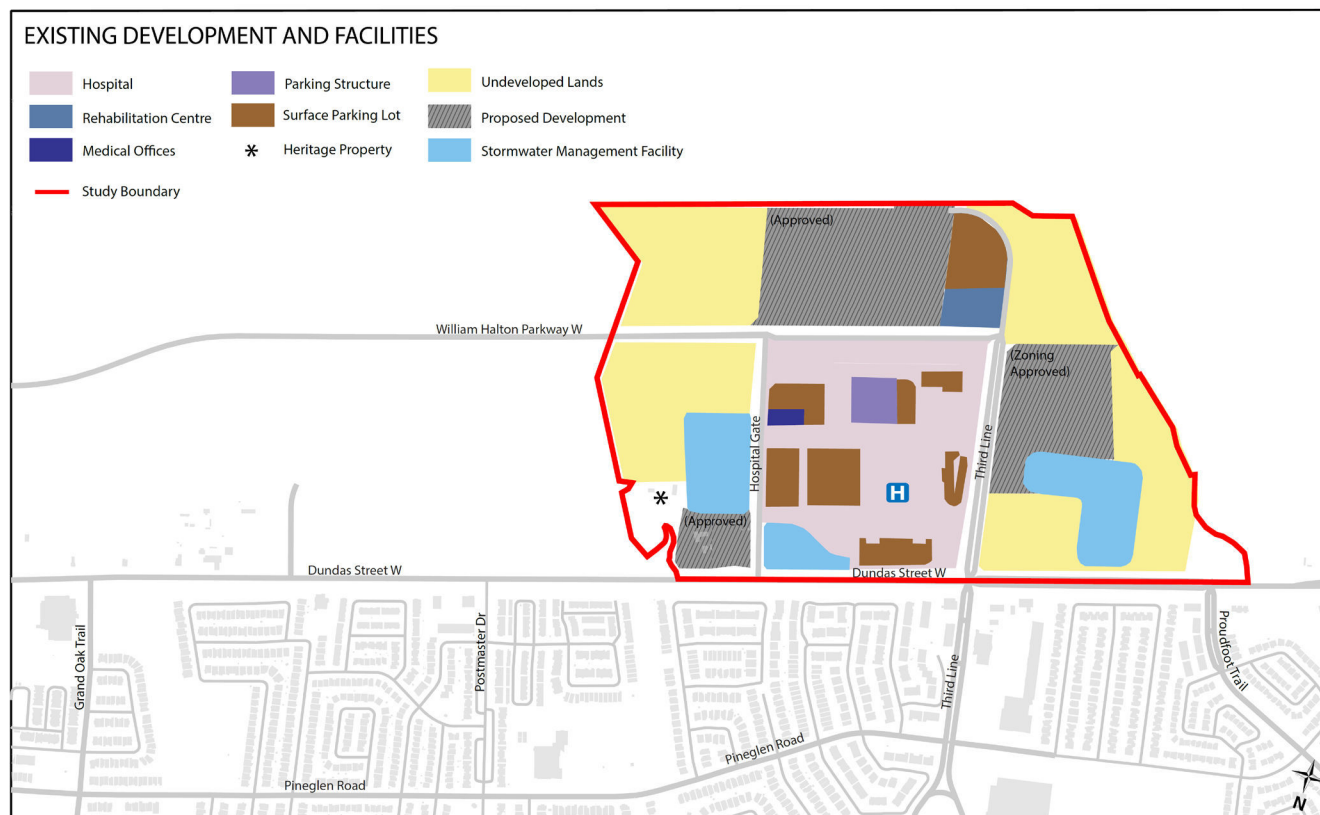 EXISTING DEVELOPMENT AND FACILITIES
Hospital
Parking Structure
Undeveloped Lands
Rehabilitation Centre
Surface Parking Lot
Proposed Development
Medical Offices
* Heritage Property
Stormwater Management Facility
Study Boundary
(Approved)
William Halton Parkway W
(Zoning
Approved)
Hospital Gate
Third Line
H
*
(Approved)
Dundas Street W
Dundas Street W
Grand Oak Trail
Postmaster Dr
Third Line
Proudfoot Trail
Pineglen Road
Pineglen Road
N